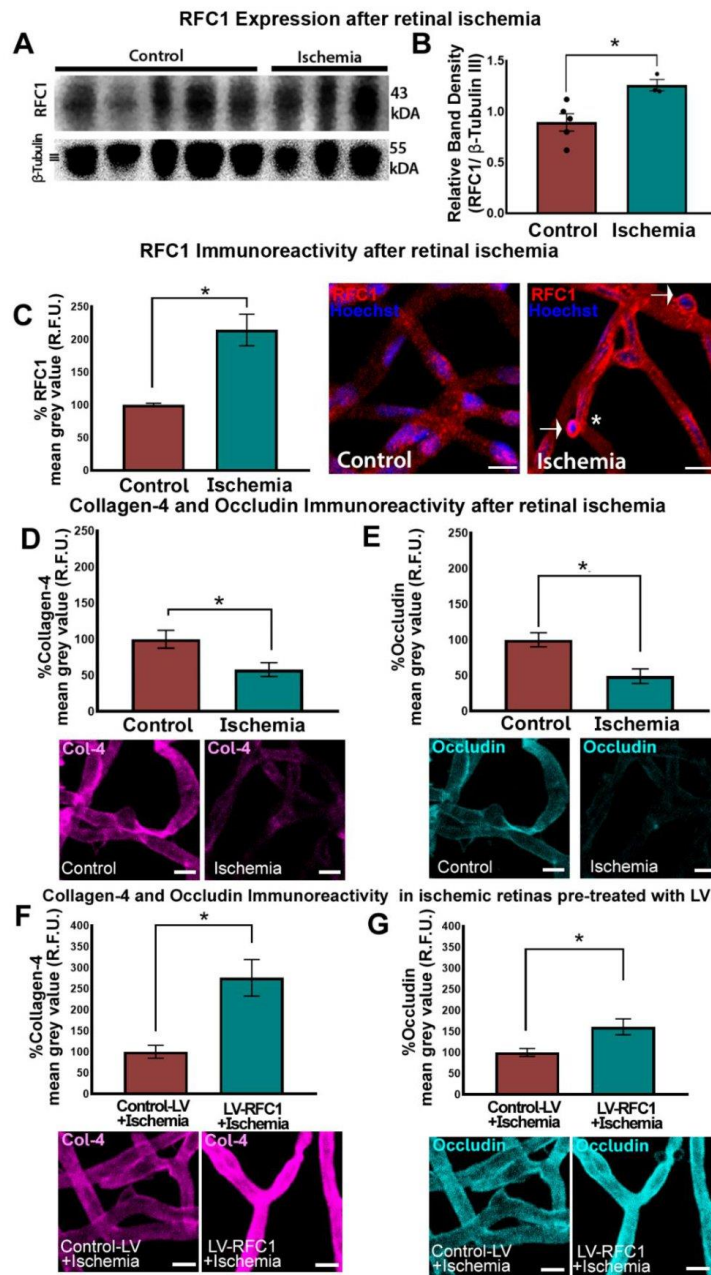 RFC1 Expression after retinal ischemia
A
Control
Ischemia
RFC1
43
kDA
β-Tubulin
III
55
kDA
B
Relative Band Density
(RFC1/ β-Tubulin III)
1.5
1.0
0.5
0.0
*
Control
Ischemia
RFC1 Immunoreactivity after retinal ischemia
C
% RFC1
mean grey value (R.F.U.)
250
200
150
100
50
0
*
Control
Ischemia
RFC1
Hoechst
Control
RFC1
Hoechst
*
Ischemia
Collagen-4 and Occludin Immunoreactivity after retinal ischemia
D
%Collagen-4
mean grey value (R.F.U.)
250
200
150
100
50
0
*
Control
Ischemia
Col-4
Control
Col-4
Ischemia
E
%Occludin
mean grey value (R.F.U.)
250
200
150
100
50
0
*
Control
Ischemia
Occludin
Control
Occludin
Ischemia
Collagen-4 and Occludin Immunoreactivity in ischemic retinas pre-treated with LV
F
%Collagen-4
mean grey value (R.F.U.)
400
350
300
250
200
150
100
50
0
*
Control-LV
+Ischemia
LV-RFC1
+Ischemia
Col-4
Control-LV
+Ischemia
Col-4
LV-RFC1
+Ischemia
G
%Occludin
mean grey value (R.F.U.)
400
350
300
250
200
150
100
50
0
*
Control-LV
+Ischemia
LV-RFC1
+Ischemia
Occludin
Control-LV
+Ischemia
Occludin
LV-RFC1
+Ischemia